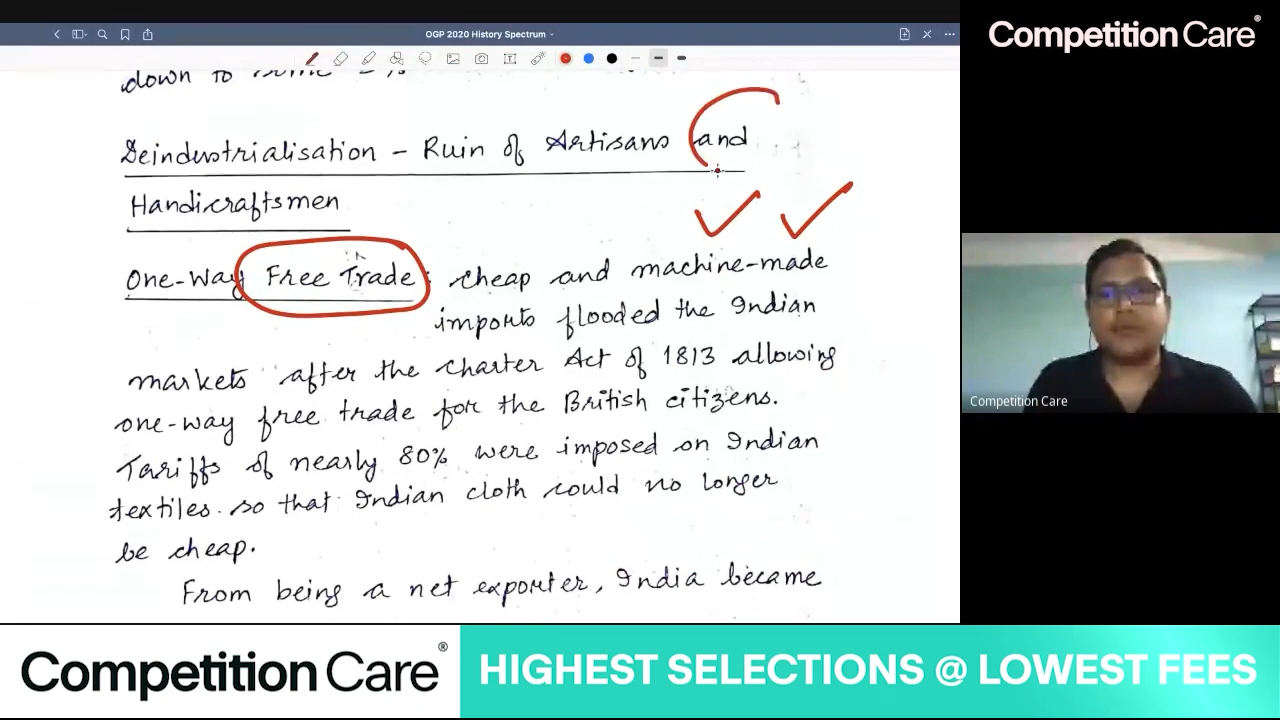 OGP 2020 History Spectrum
Competition Care®
down to some
Deindustrialisation - Ruin of Artisans and
Handicraftsmen
One-Way Free Trade: cheap and machine-made
imports flooded the Indian
markets after the Charter Act of 1813 allowing
one-way free trade for the British citizens.
Tariffs of nearly 80% were imposed on Indian
textiles. so that Indian cloth could no longer
be cheap.
From being a net exporter, India became
Competition Care
Competition Care®
HIGHEST SELECTIONS @ LOWEST FEES